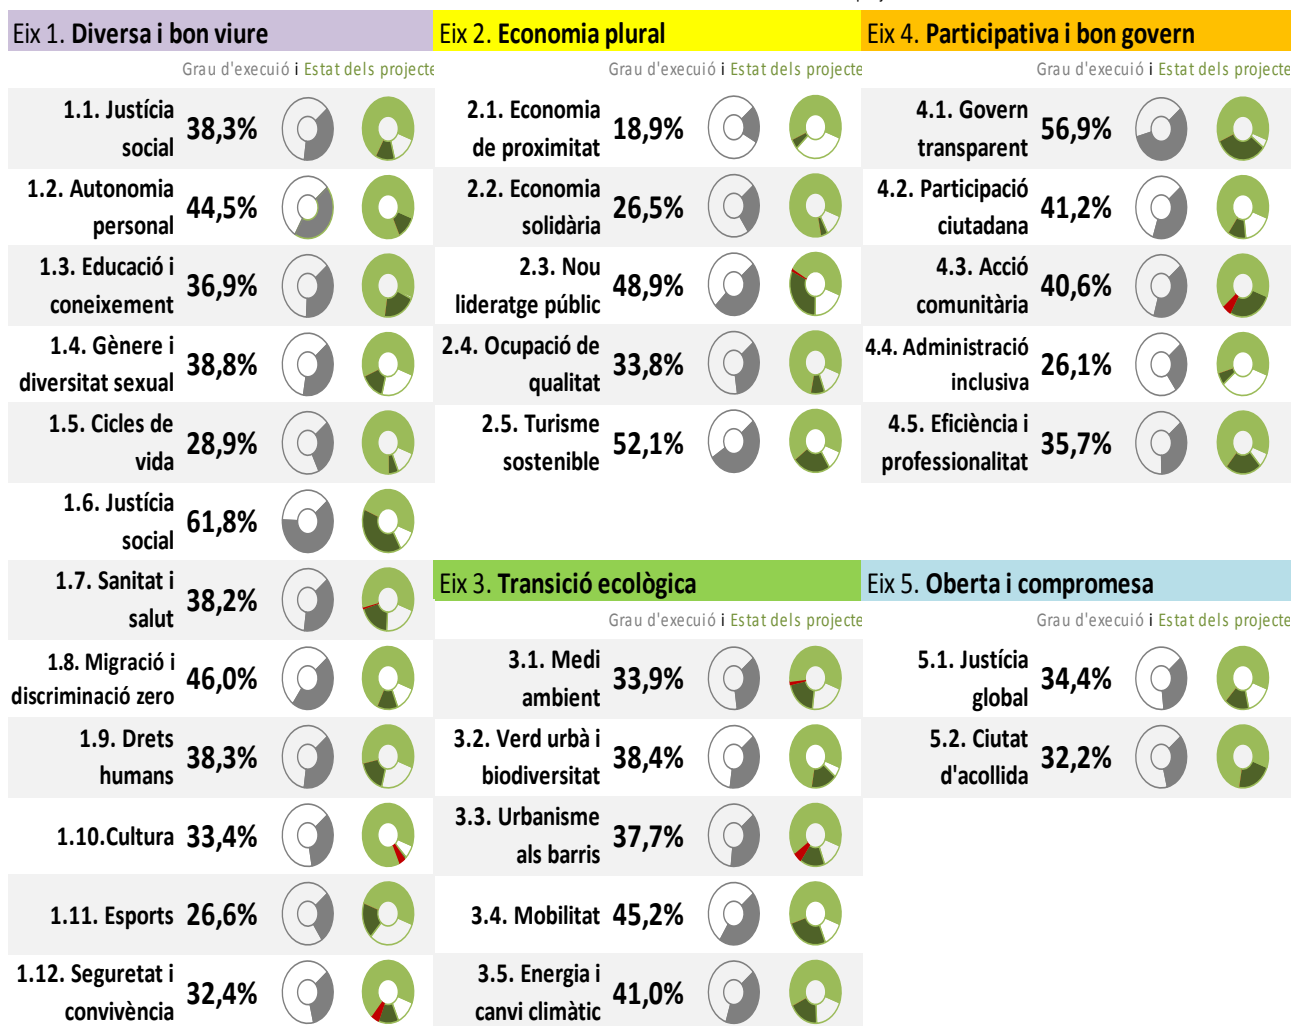 Eix 1. Diversa i bon viure
Grau d'execuió i Estat dels projecte
1.1. Justícia
social
38,3%
1.2. Autonomia
personal
44,5%
1.3. Educació i
coneixement
36,9%
1.4. Gènere i
diversitat sexual
38,8%
1.5. Cicles de
vida
28,9%
1.6. Justícia
social
61,8%
1.7. Sanitat i
salut
38,2%
1.8. Migració i
discriminació zero
46,0%
1.9. Drets
humans
38,3%
1.10.Cultura 33,4%
1.11. Esports 26,6%
1.12. Seguretat i
convivència
32,4%
Eix 2. Economia plural
Grau d'execuió i Estat dels projecte
2.1. Economia
de proximitat
18,9%
2.2. Economia
solidària
26,5%
2.3. Nou
lideratge públic
48,9%
2.4. Ocupació de
qualitat
33,8%
2.5. Turisme
sostenible
52,1%
Eix 3. Transició ecològica
Grau d'execuió i Estat dels projecte
3.1. Medi
ambient
33,9%
3.2. Verd urbà i
biodiversitat
38,4%
3.3. Urbanisme
als barris
37,7%
3.4. Mobilitat 45,2%
3.5. Energia i
canvi climàtic
41,0%
Eix 4. Participativa i bon govern
Grau d'execuió i Estat dels projecte
4.1. Govern
transparent
56,9%
4.2. Participació
ciutadana
41,2%
4.3. Acció
comunitària
40,6%
4.4. Administració
inclusiva
26,1%
4.5. Eficiència i
professionalitat
35,7%
Eix 5. Oberta i compromesa
Grau d'execuió i Estat dels projecte
5.1. Justícia
global
34,4%
5.2. Ciutat
d'acollida
32,2%